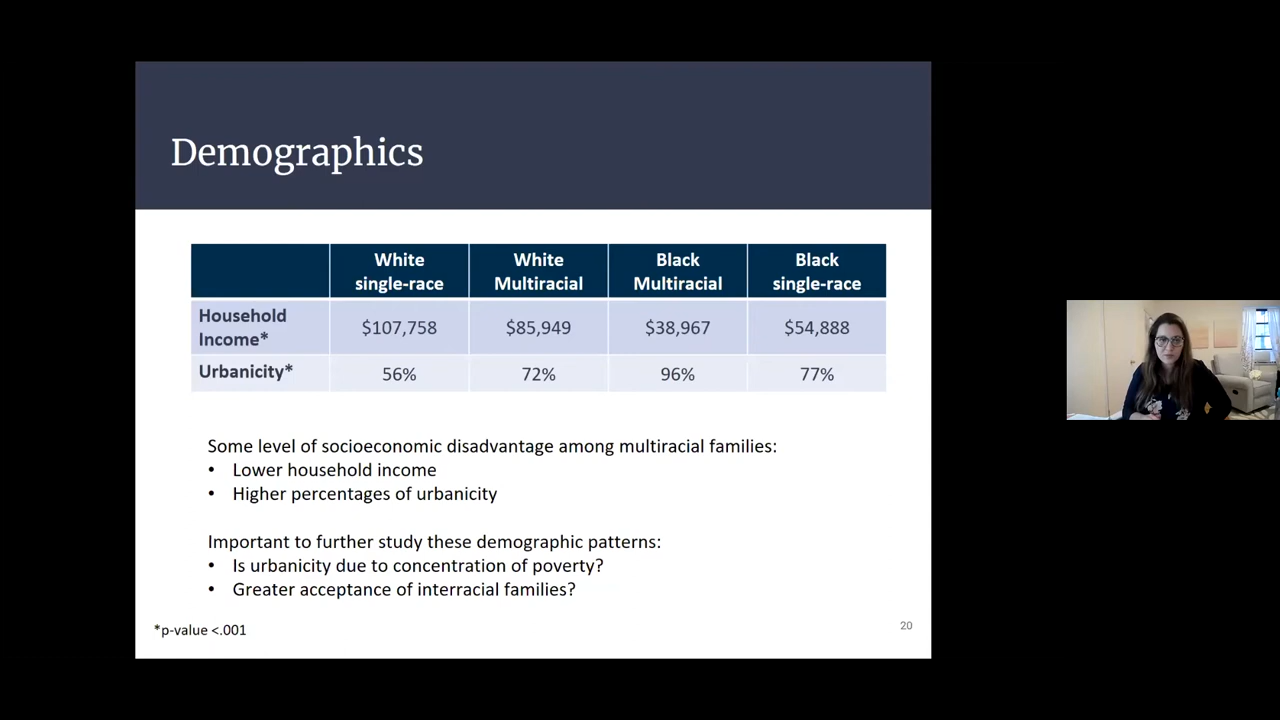 Demographics
White single-race
White Multiracial
Black Multiracial
Black single-race
Household Income*
$107,758
$85,949
$38,967
$54,888
Urbanicity*
56%
72%
96%
77%
Some level of socioeconomic disadvantage among multiracial families:
• Lower household income
• Higher percentages of urbanicity
Important to further study these demographic patterns:
• Is urbanicity due to concentration of poverty?
• Greater acceptance of interracial families?
*p-value <.001
20